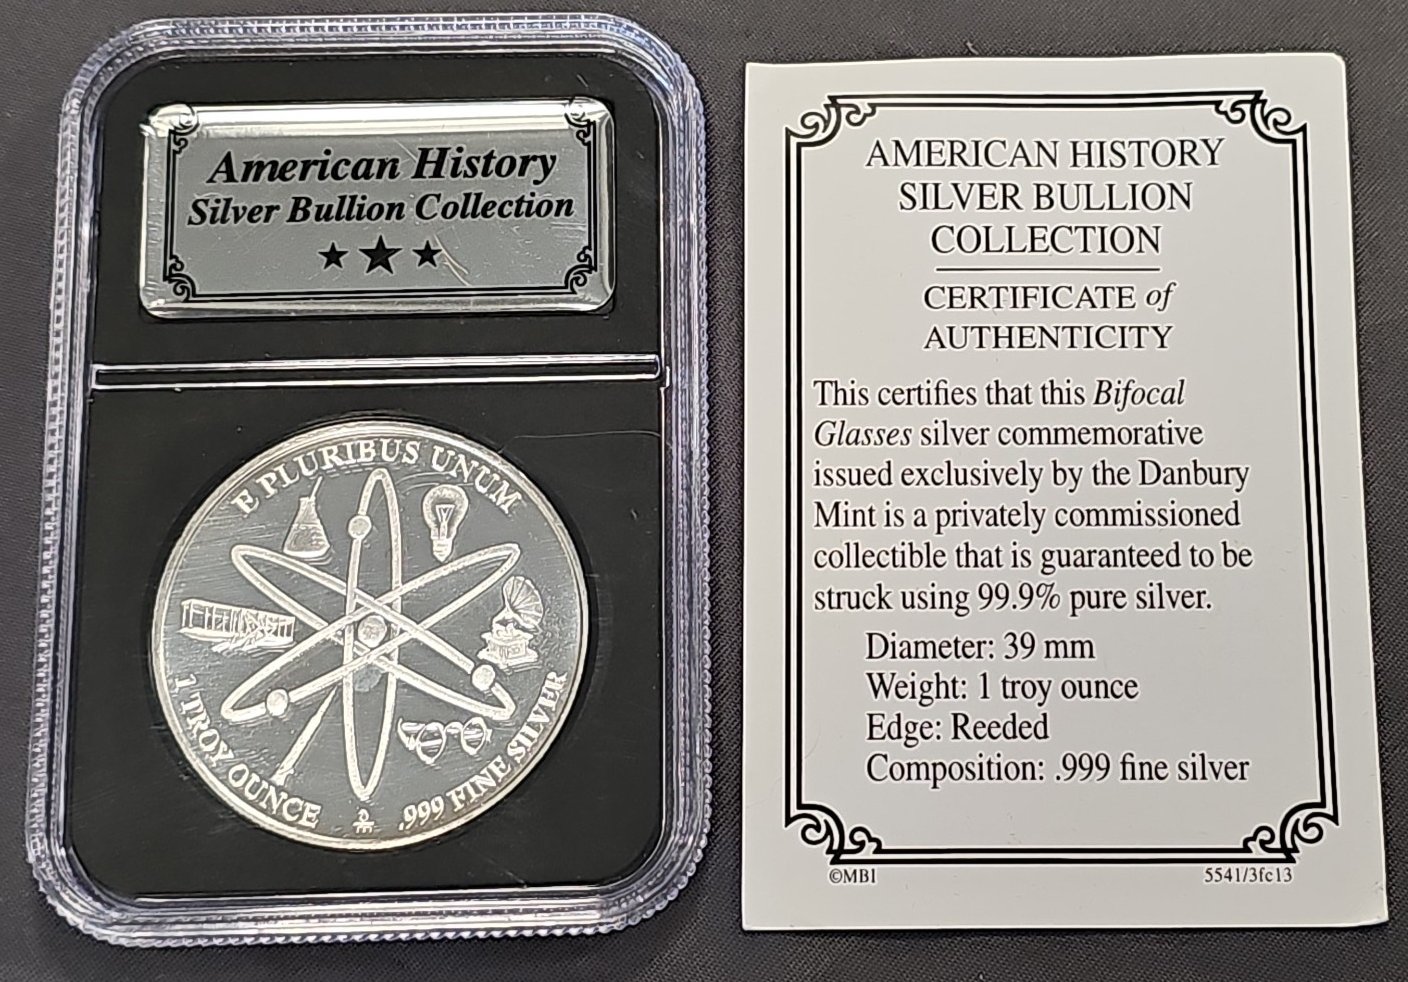 American History
Silver Bullion Collection
E PLURIBUS UNUM
1 TROY OUNCE
.999 FINE SILVER
AMERICAN HISTORY
SILVER BULLION
COLLECTION
CERTIFICATE of
AUTHENTICITY
This certifies that this Bifocal
Glasses silver commemorative
issued exclusively by the Danbury
Mint is a privately commissioned
collectible that is guaranteed to be
struck using 99.9% pure silver.
Diameter: 39 mm
Weight: 1 troy ounce
Edge: Reeded
Composition: .999 fine silver
©MBI
5541/3fc13